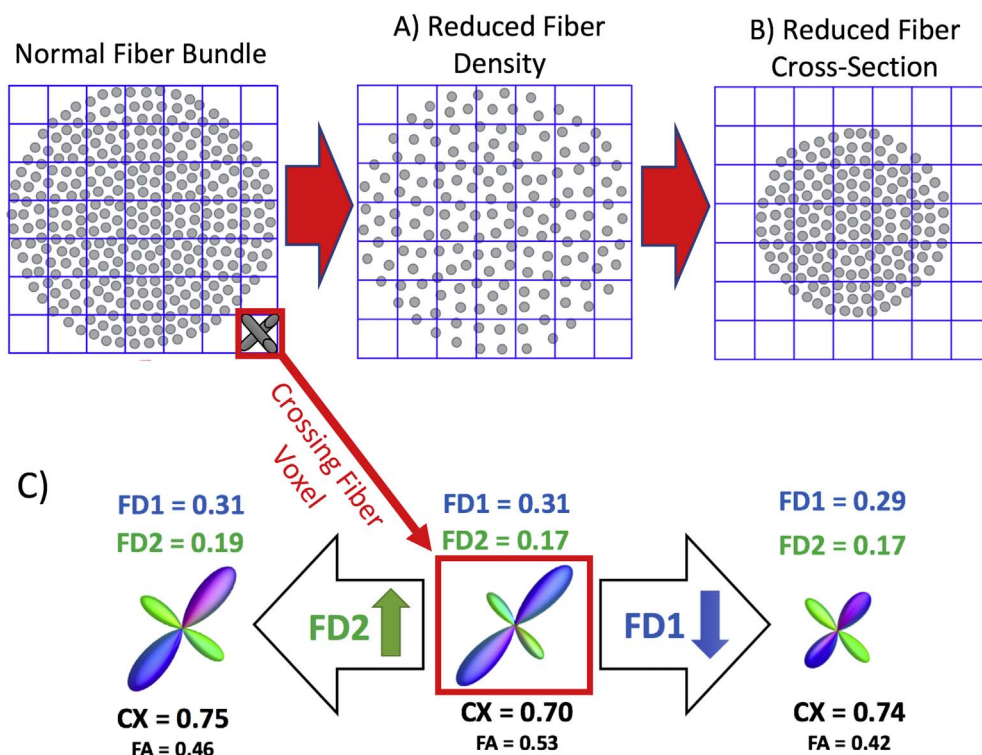 Normal Fiber Bundle
A) Reduced Fiber
Density
B) Reduced Fiber
Cross-Section
Crossing Fiber
Voxel
C)
FD1 = 0.31
FD2 = 0.19
FD1 = 0.31
FD2 = 0.17
FD1 = 0.29
FD2 = 0.17
FD2
FD1
CX = 0.75
FA = 0.46
CX = 0.70
FA = 0.53
CX = 0.74
FA = 0.42